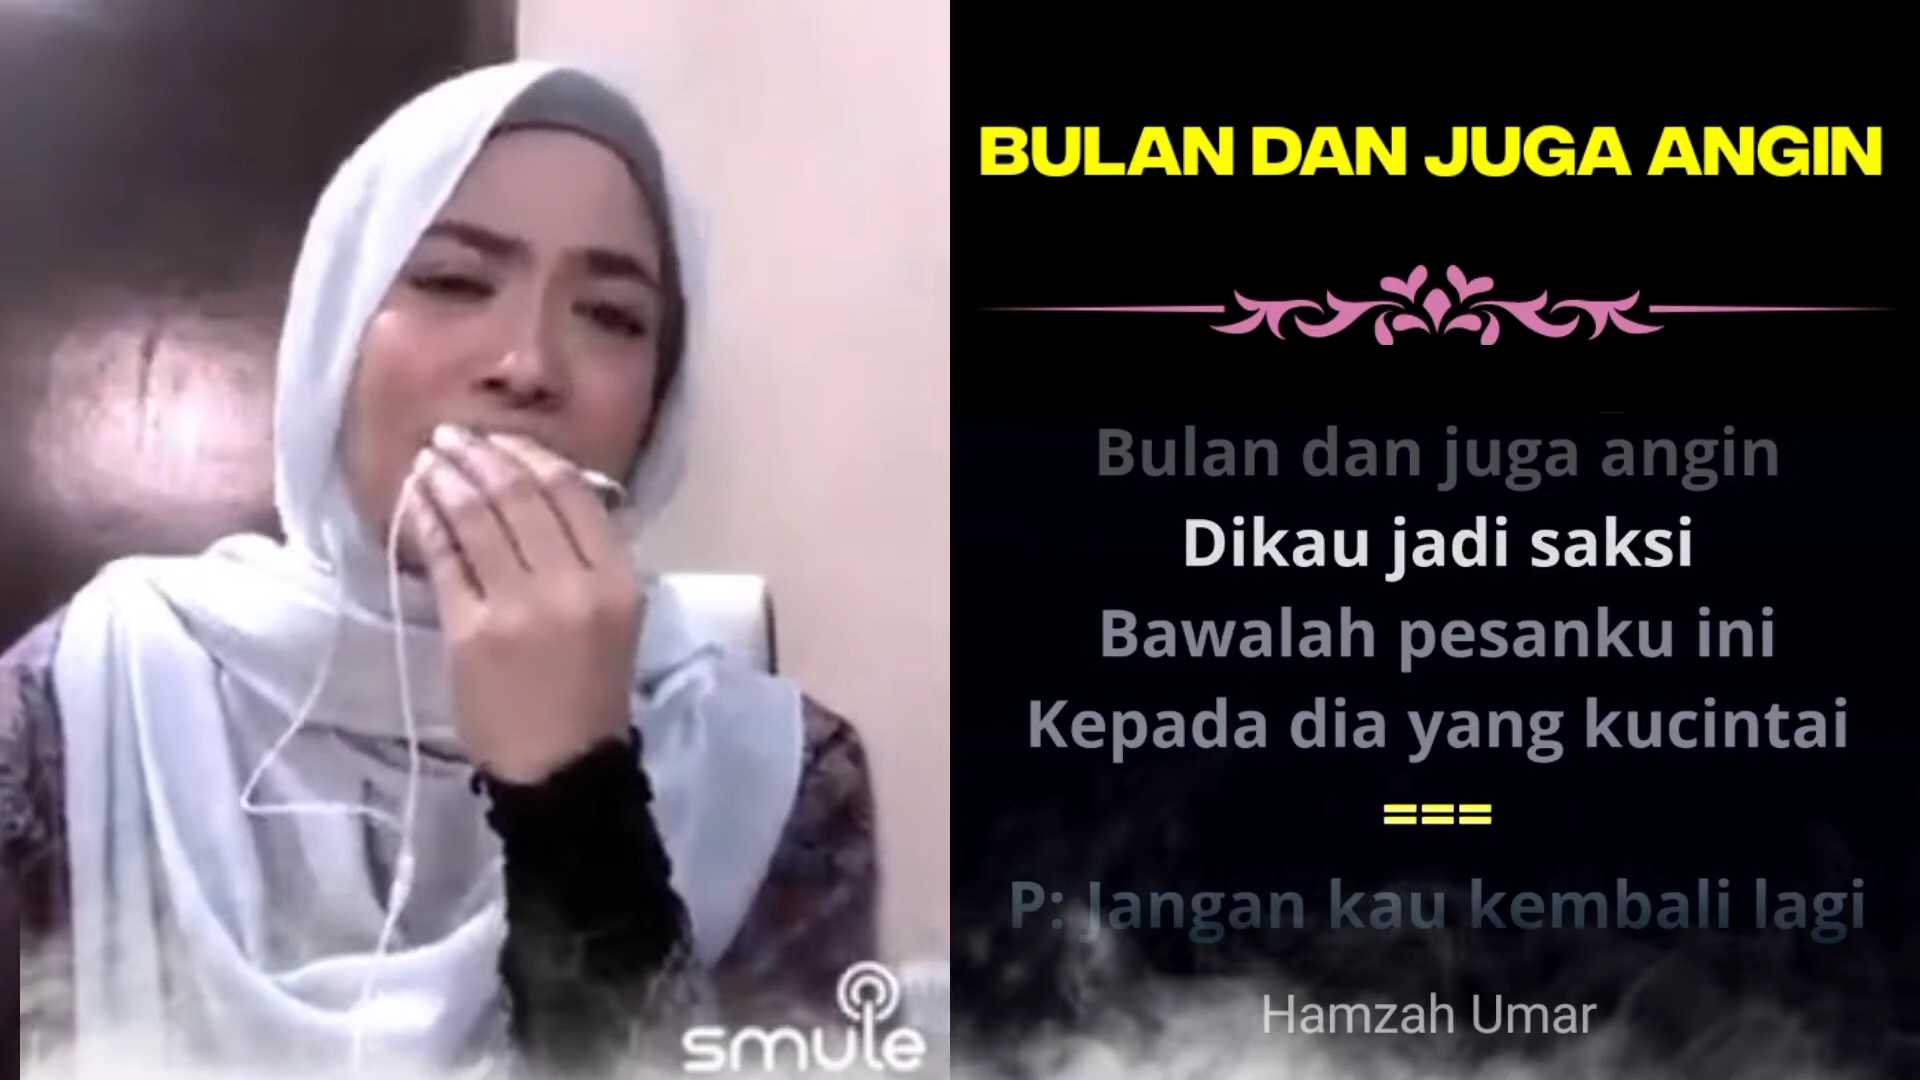 BULAN DAN JUGA ANGIN
Bulan dan juga angin
Dikau jadi saksi
Bawalah pesanku ini
Kepada dia yang kucintai
===
P: Jangan kau kembali lagi
Hamzah Umar
smule